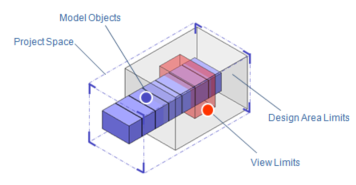 Model Objects
Project Space
Design Area Limits
View Limits